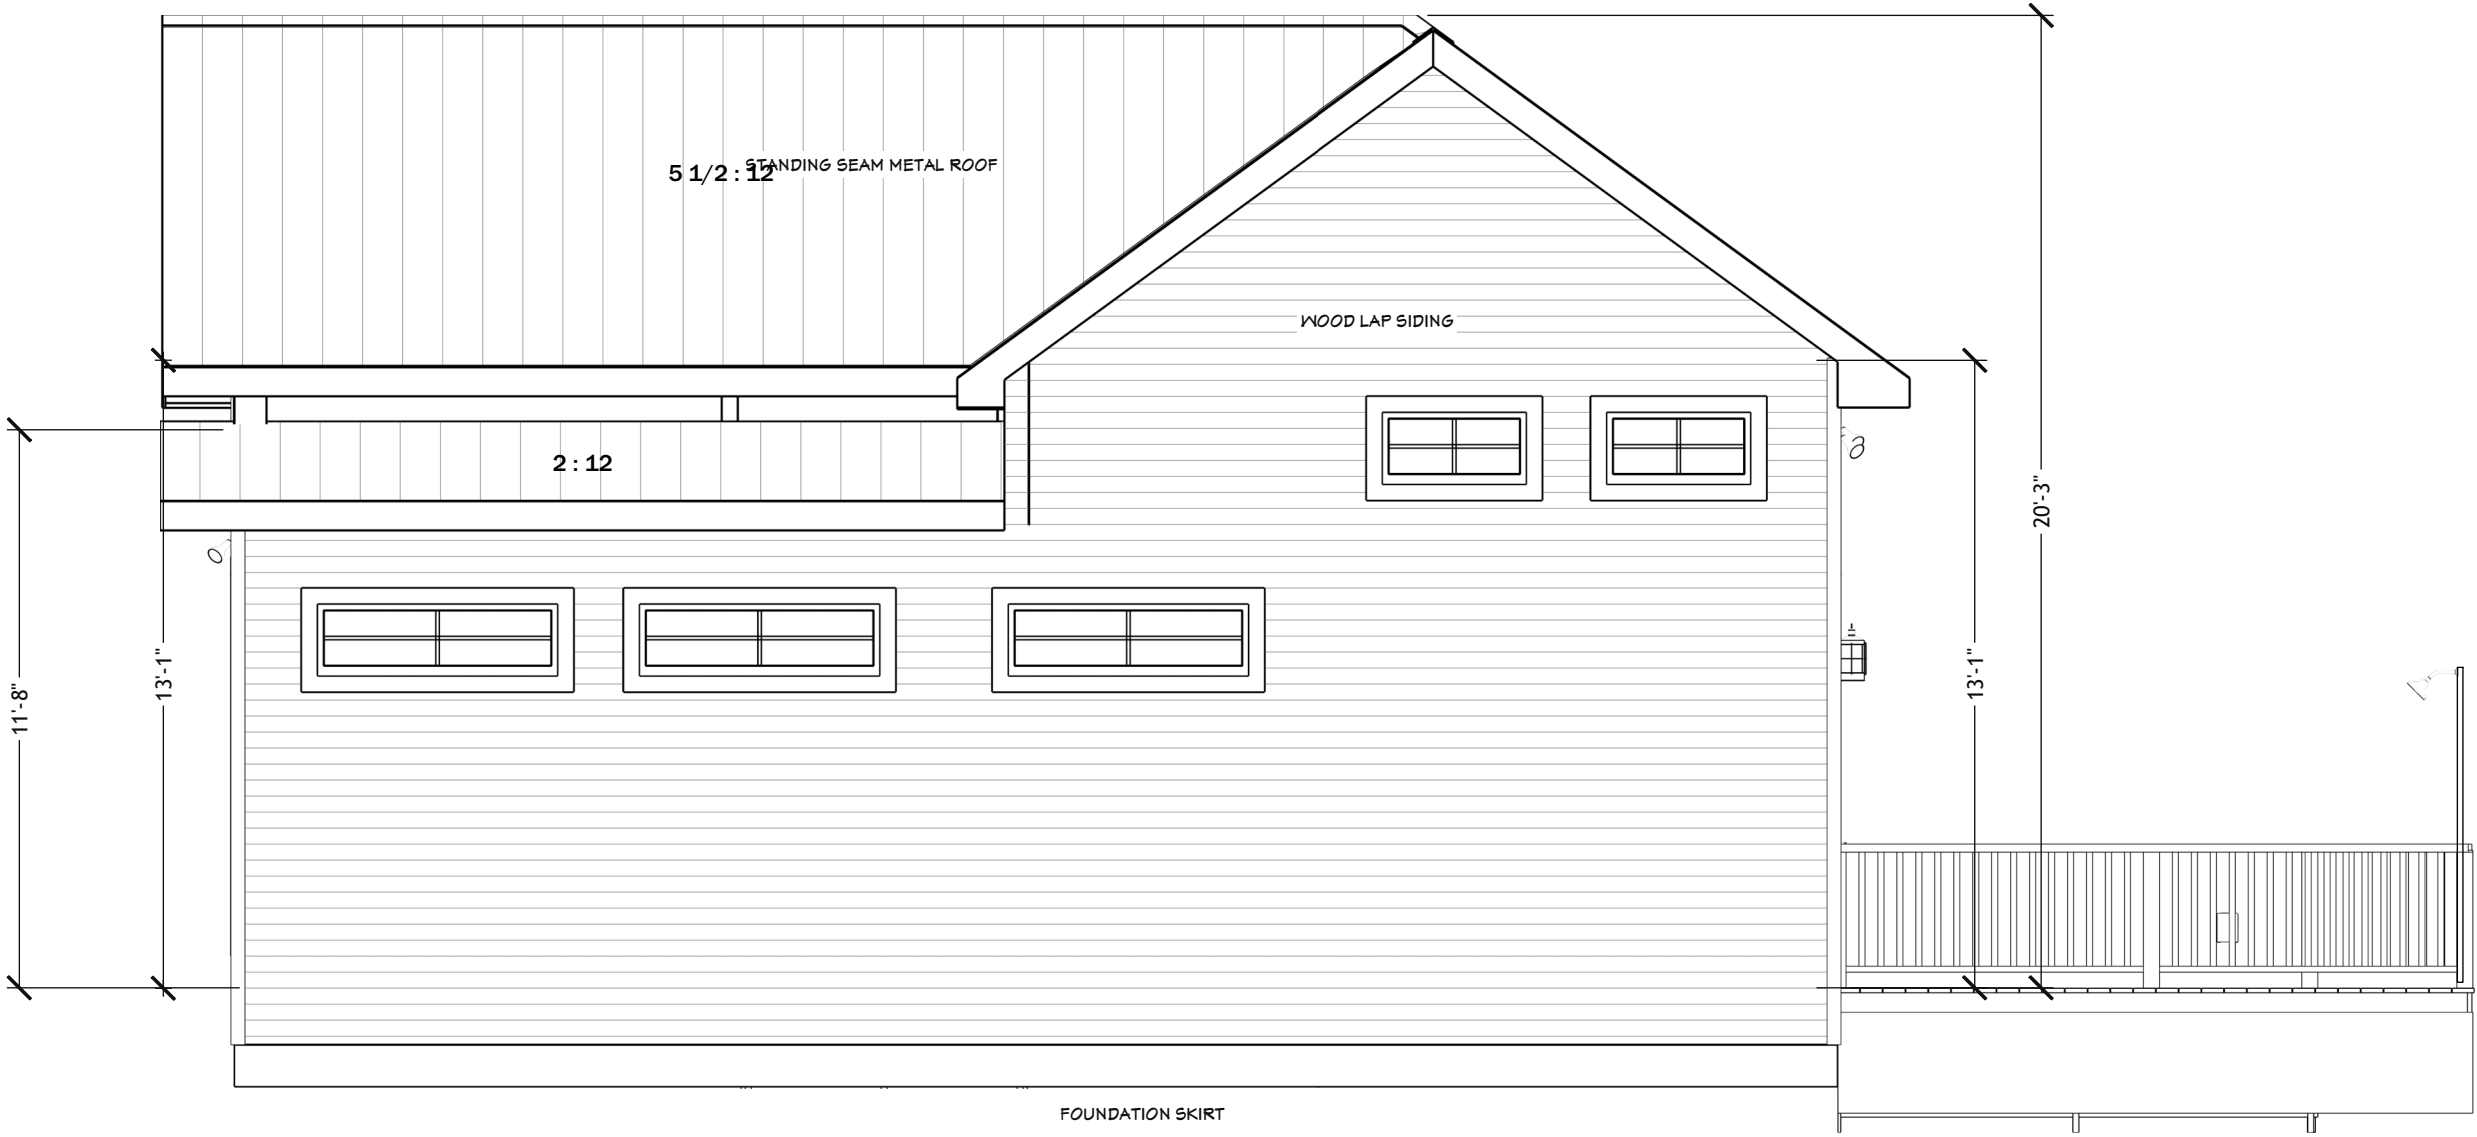 STANDING SEAM METAL ROOF
5 1/2 : 12
WOOD LAP SIDING
2 : 12
20'-3"
13'-1"
13'-1"
11'-8"
FOUNDATION SKIRT